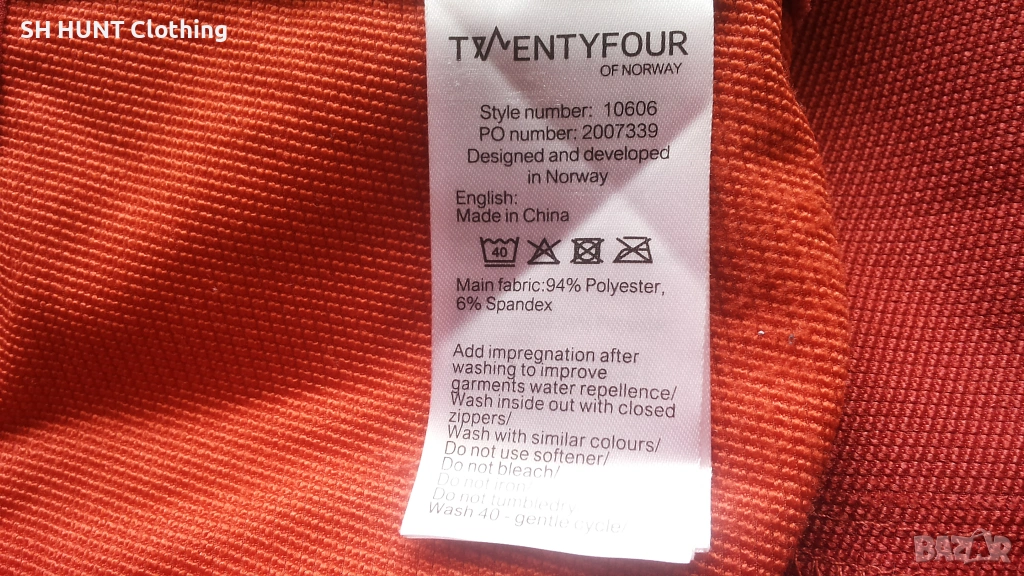 SH HUNT Clothing
TWENTYFOUR
OF NORWAY
Style number: 10606
PO number: 2007339
Designed and developed
in Norway
English:
Made in China
40
Main fabric:94% Polyester,
6% Spandex
Add impregnation after
washing to improve
garments water repellence/
Wash inside out with closed
zippers/
Wash with similar colours/
Do not use softener/
Do not bleach/
Do not iron
Do not tumbledry
Wash 40 - gentle cycle/
BAZAR